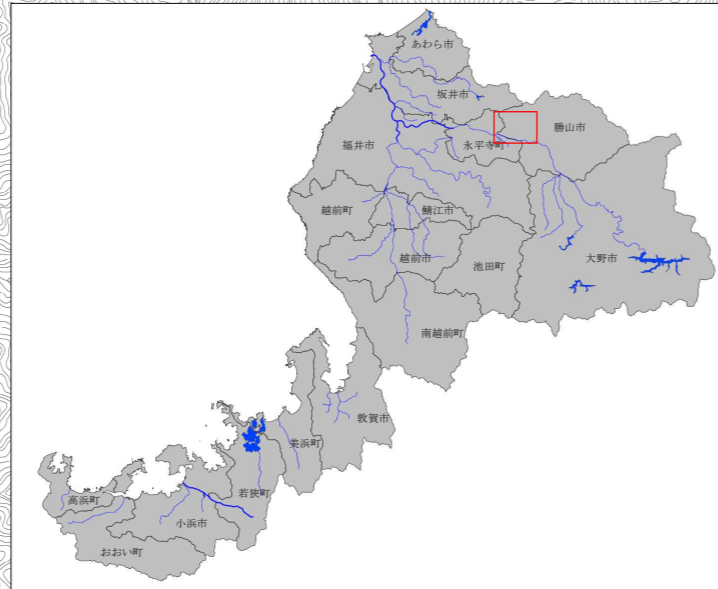 あわら市
坂井市
勝山市
福井市
永平寺町
越前町
鯖江市
越前市
池田町
大野市
南越前町
敦賀市
美浜町
若狭町
高浜町
小浜市
おおい町